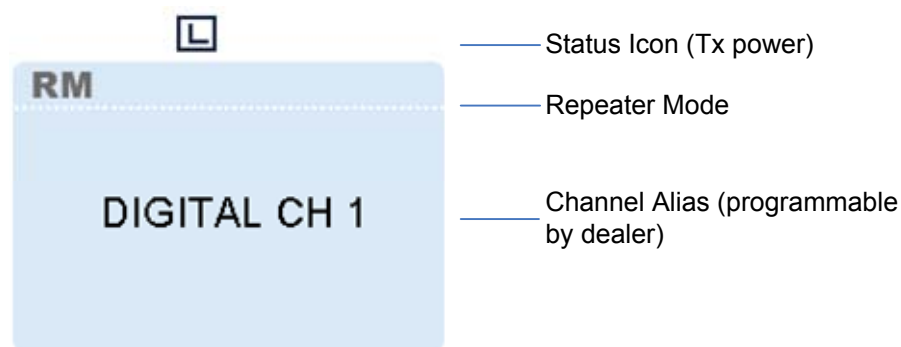 L
Status Icon (Tx power)
RM
Repeater Mode
DIGITAL CH 1
Channel Alias (programmable
by dealer)